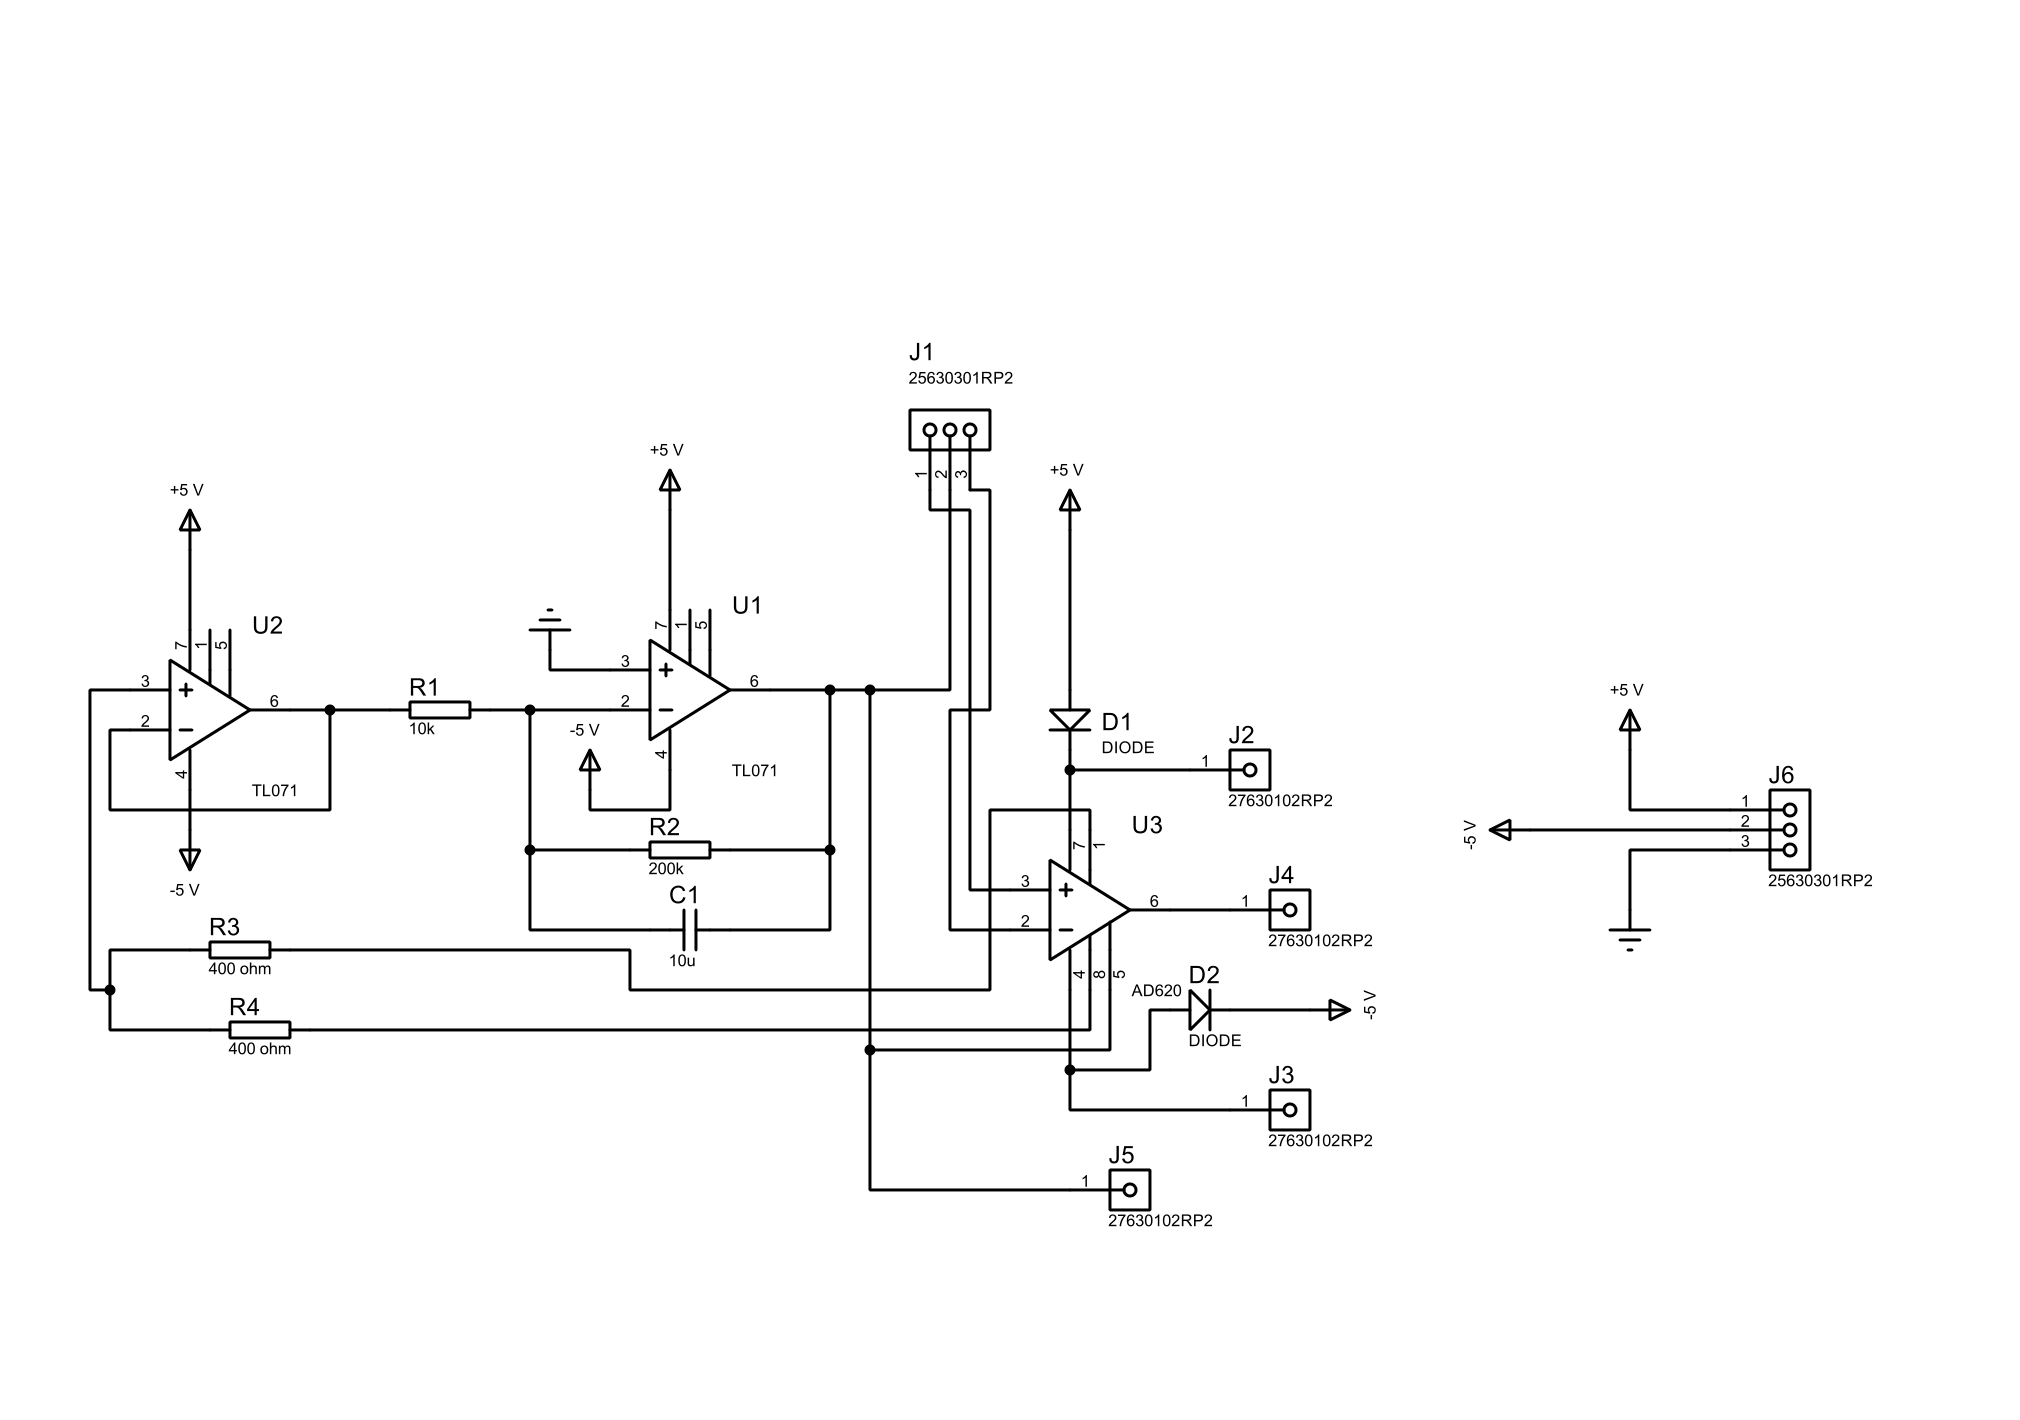 J1
25630301RP2
1
2
3
+5 V
+5 V
+5 V
U2
7
1
5
3
2
6
4
TL071
-5 V
R1
10k
U1
7
1
5
3
2
6
4
-5 V
TL071
R2
200k
C1
10u
D1
DIODE
J2
1
27630102RP2
U3
7
1
3
2
6
4
8
5
AD620
J4
1
27630102RP2
D2
DIODE
-5 V
J3
1
27630102RP2
J5
1
27630102RP2
R3
400 ohm
R4
400 ohm
+5 V
-5 V
J6
1
2
3
25630301RP2